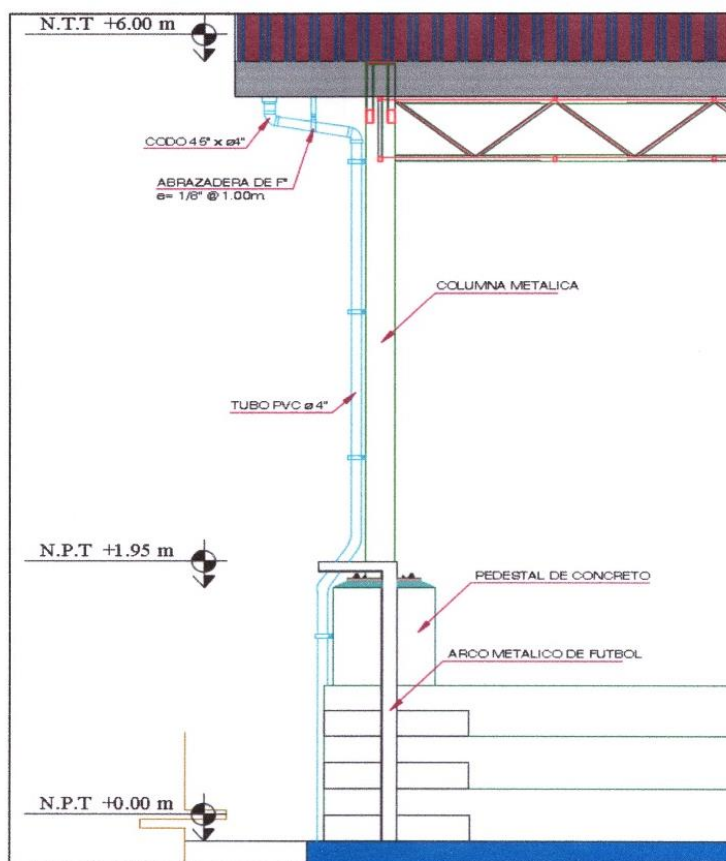 N.T.T +6.00 m
CODO 45° x ø4"
ABRAZADERA DE Fº
e= 1/8" @ 1.00m
COLUMNA METALICA
TUBO PVC ø 4"
N.P.T +1.95 m
PEDESTAL DE CONCRETO
ARCO METALICO DE FUTBOL
N.P.T +0.00 m